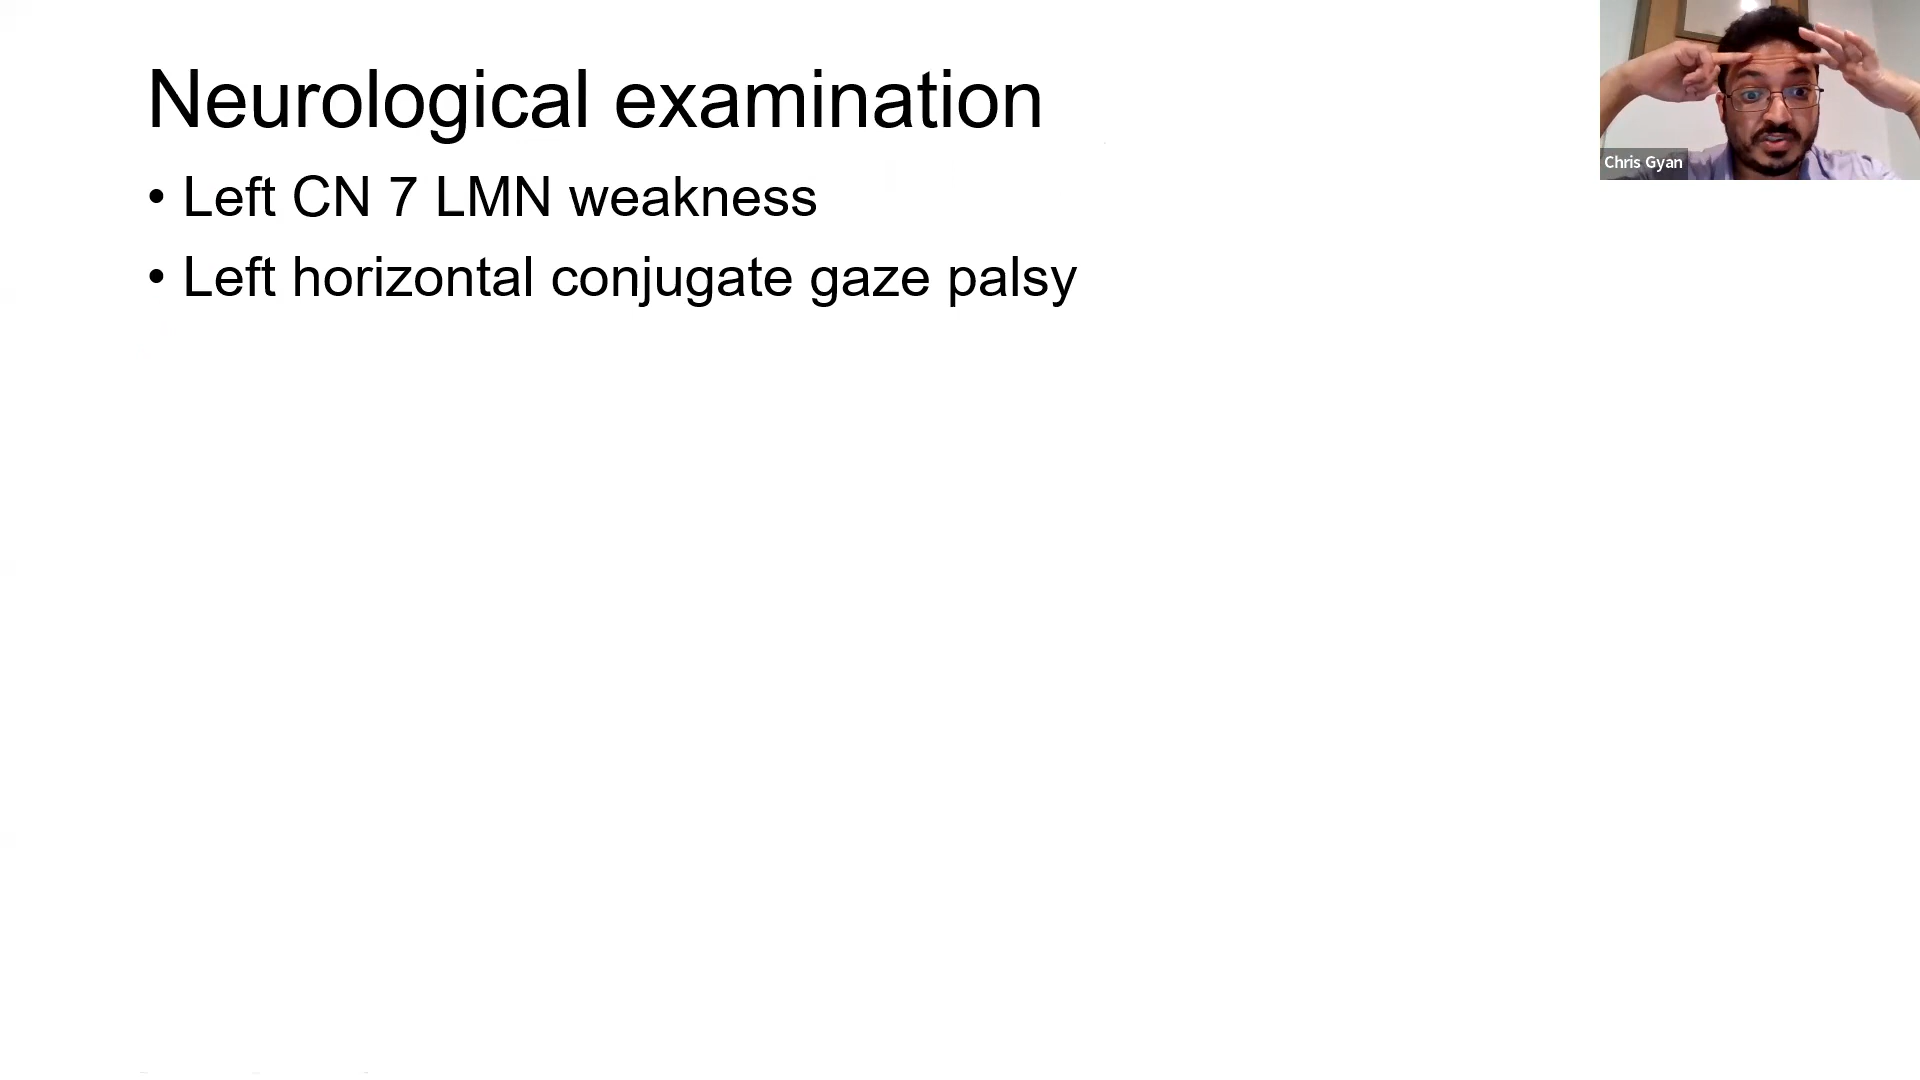 Neurological examination
• Left CN 7 LMN weakness
• Left horizontal conjugate gaze palsy
Chris Gyan